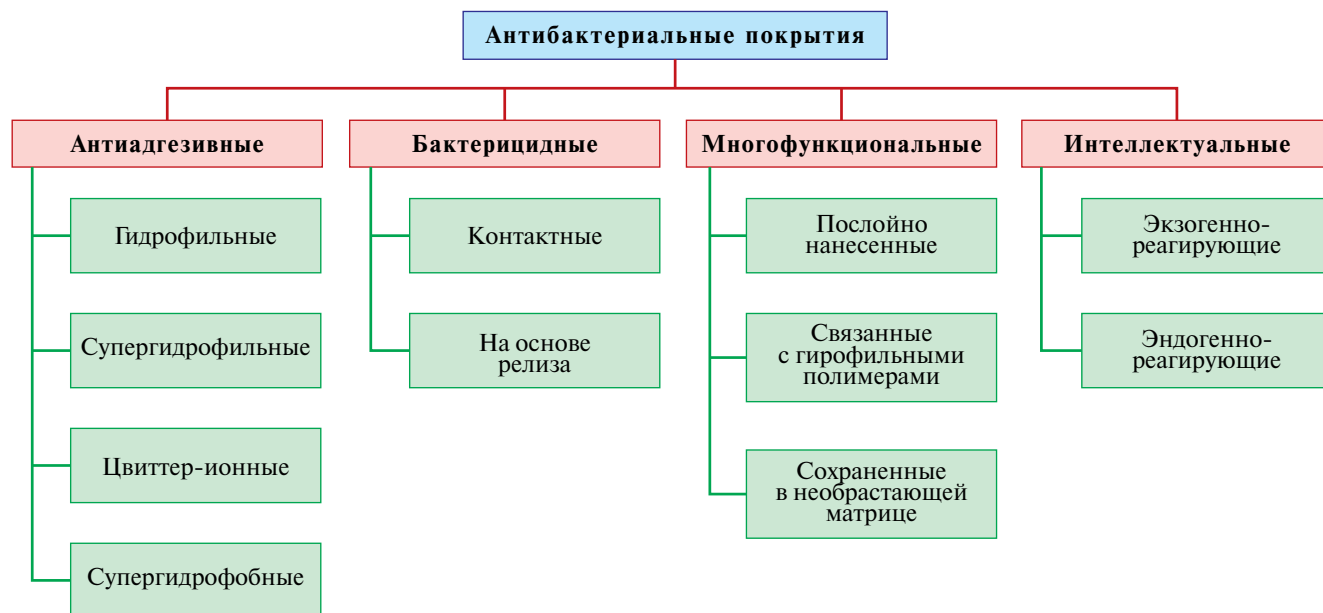 Антибактериальные покрытия
Антиадгезивные
Гидрофильные
Супергидрофильные
Цвиттер-ионные
Супергидрофобные
Бактерицидные
Контактные
На основе
релиза
Многофункциональные
Послойно
нанесенные
Связанные
с гирофильными
полимерами
Сохраненные
в необрастающей
матрице
Интеллектуальные
Экзогенно-
реагирующие
Эндогенно-
реагирующие